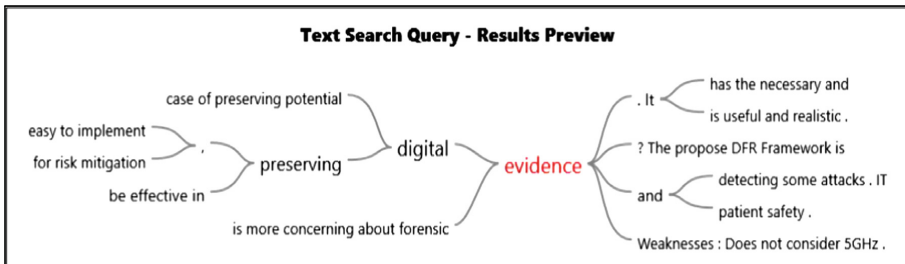 Text Search Query - Results Preview
case of preserving potential
easy to implement
for risk mitigation
,
be effective in
preserving
digital
is more concerning about forensic
evidence
. It
has the necessary and
is useful and realistic .
? The propose DFR Framework is
and
detecting some attacks . IT
patient safety .
Weaknesses : Does not consider 5GHz .